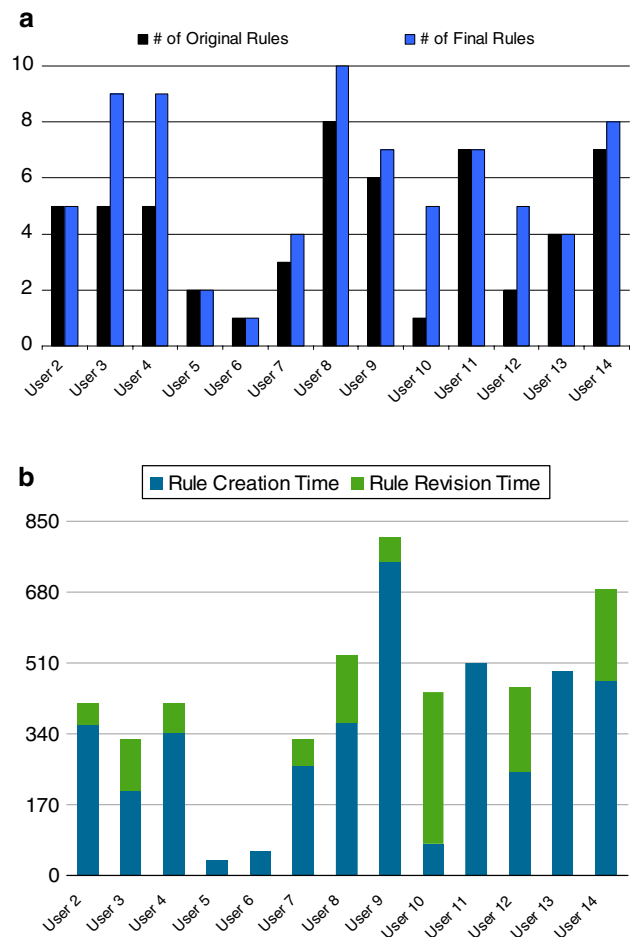 a
# of Original Rules # of Final Rules
10
8
6
4
2
0
User 2 User 3 User 4 User 5 User 6 User 7 User 8 User 9 User 10 User 11 User 12 User 13 User 14
b
Rule Creation Time Rule Revision Time
850
680
510
340
170
0
User 2 User 3 User 4 User 5 User 6 User 7 User 8 User 9 User 10 User 11 User 12 User 13 User 14